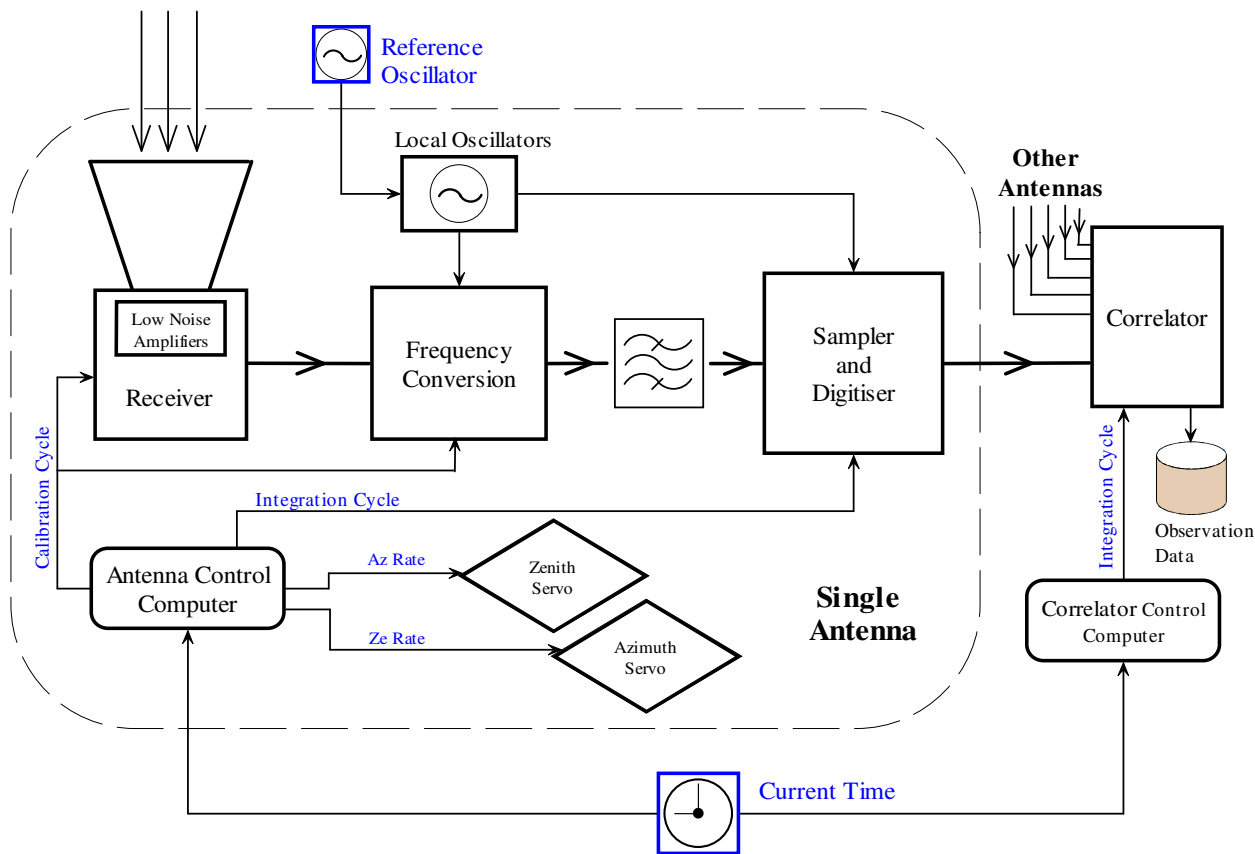 Reference
Oscillator
Local Oscillators
Other
Antennas
Low Noise
Amplifiers
Receiver
Frequency
Conversion
Sampler
and
Digitiser
Correlator
Calibration Cycle
Integration Cycle
Integration Cycle
Observation
Data
Antenna Control
Computer
Az Rate
Zenith
Servo
Ze Rate
Azimuth
Servo
Single
Antenna
Correlator Control
Computer
Current Time